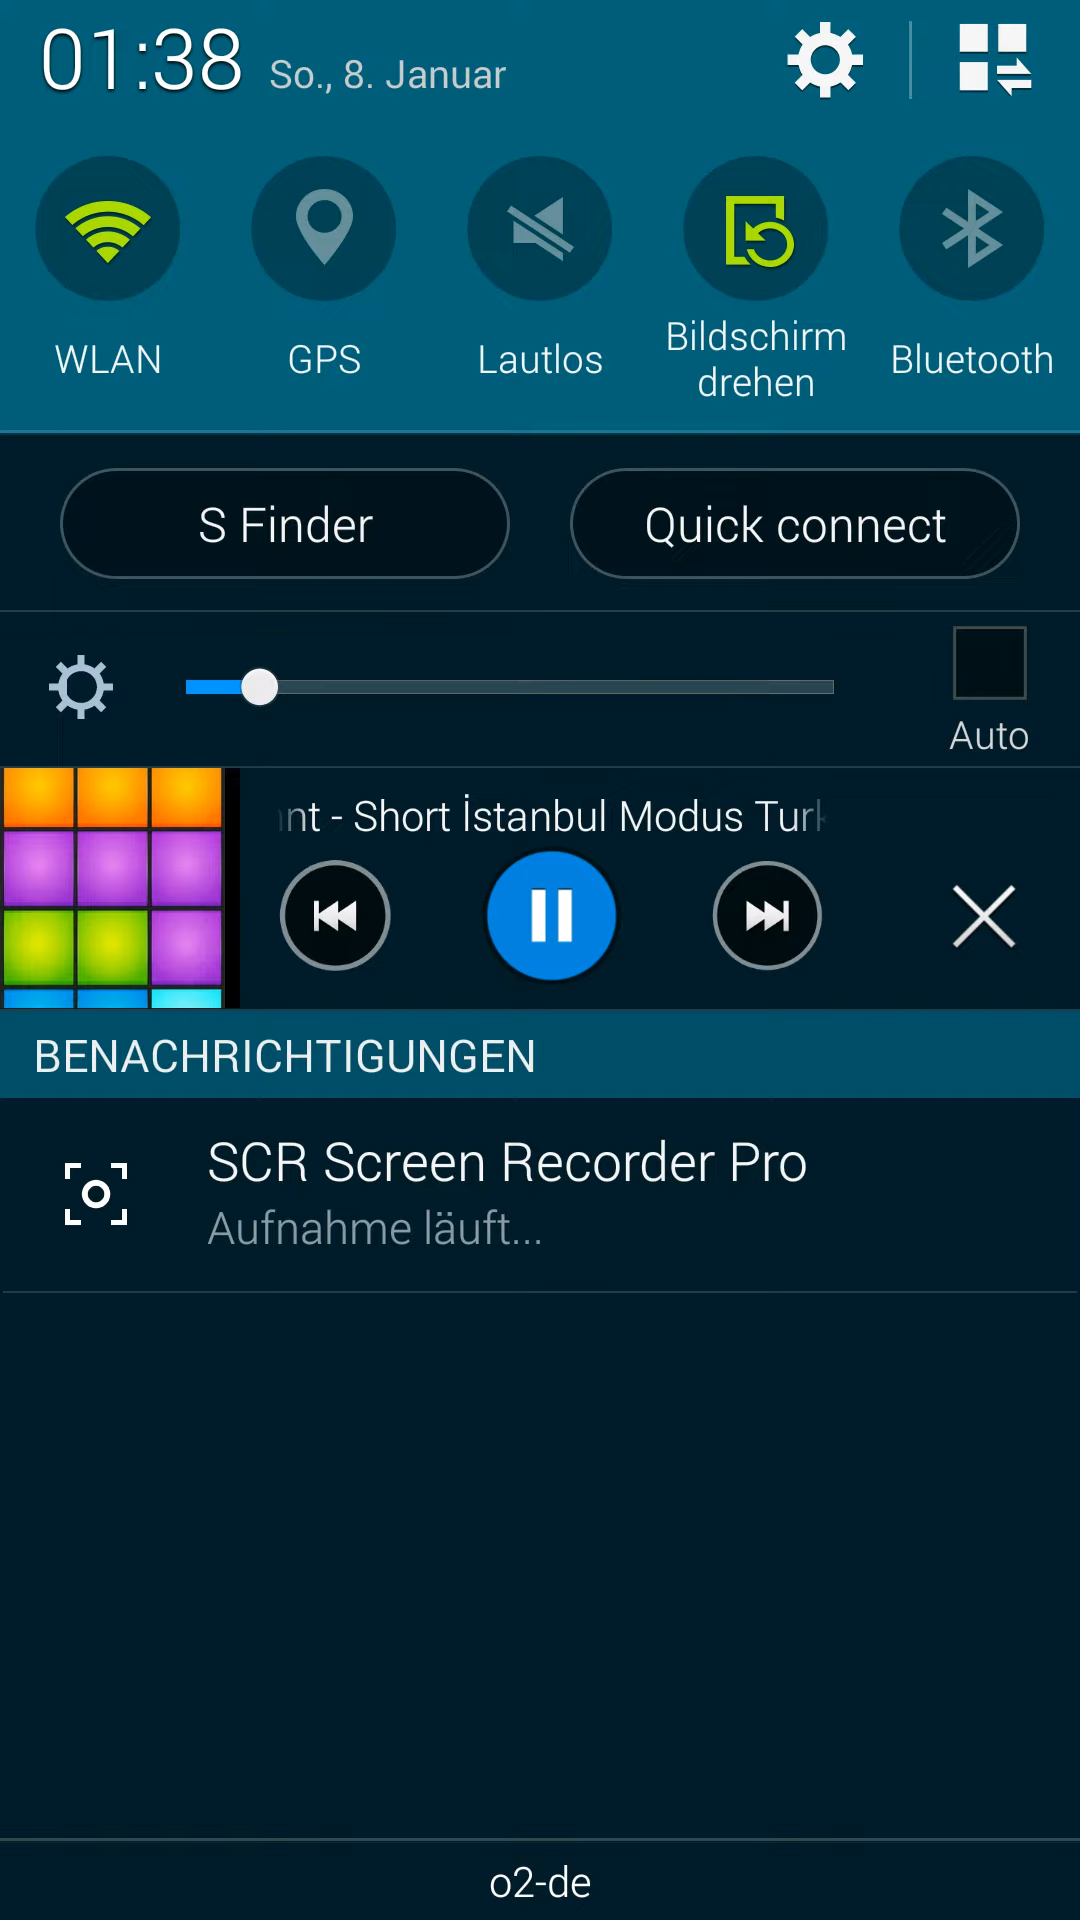 01:38 So., 8. Januar
WLAN GPS Lautlos Bildschirm drehen Bluetooth
S Finder Quick connect
Auto
nt - Short İstanbul Modus Turk
BENACHRICHTIGUNGEN
SCR Screen Recorder Pro
Aufnahme läuft...
o2-de